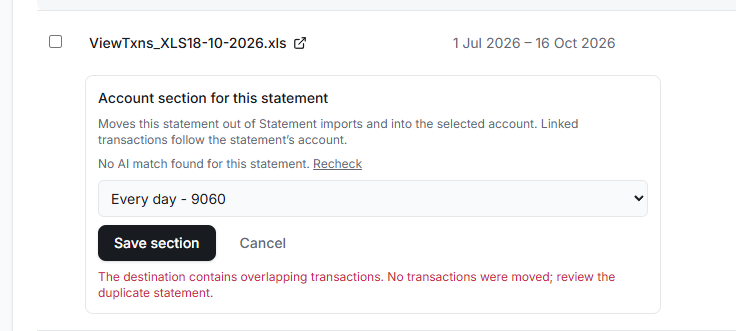 ViewTxns_XLS18-10-2026.xls
1 Jul 2026 – 16 Oct 2026
Account section for this statement
Moves this statement out of Statement imports and into the selected account. Linked
transactions follow the statement’s account.
No AI match found for this statement. Recheck
Every day - 9060
Save section
Cancel
The destination contains overlapping transactions. No transactions were moved; review the
duplicate statement.